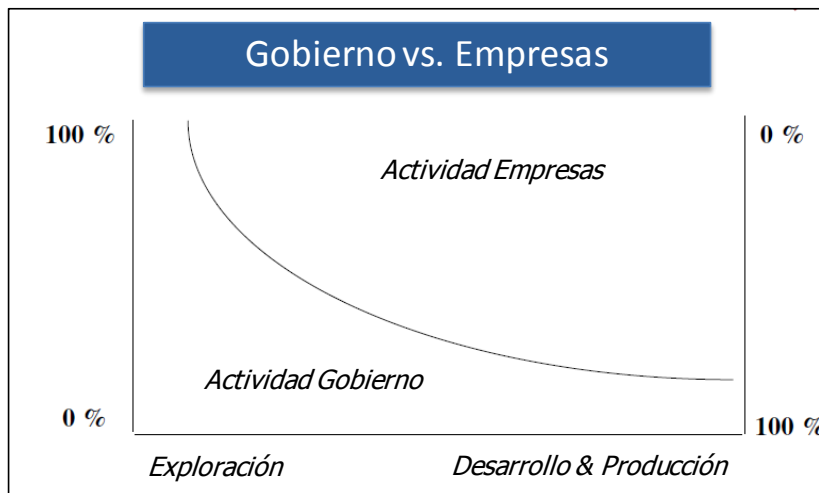 Gobierno vs. Empresas
100 %
0 %
Actividad Empresas
Actividad Gobierno
0 %
100 %
Exploración
Desarrollo & Producción